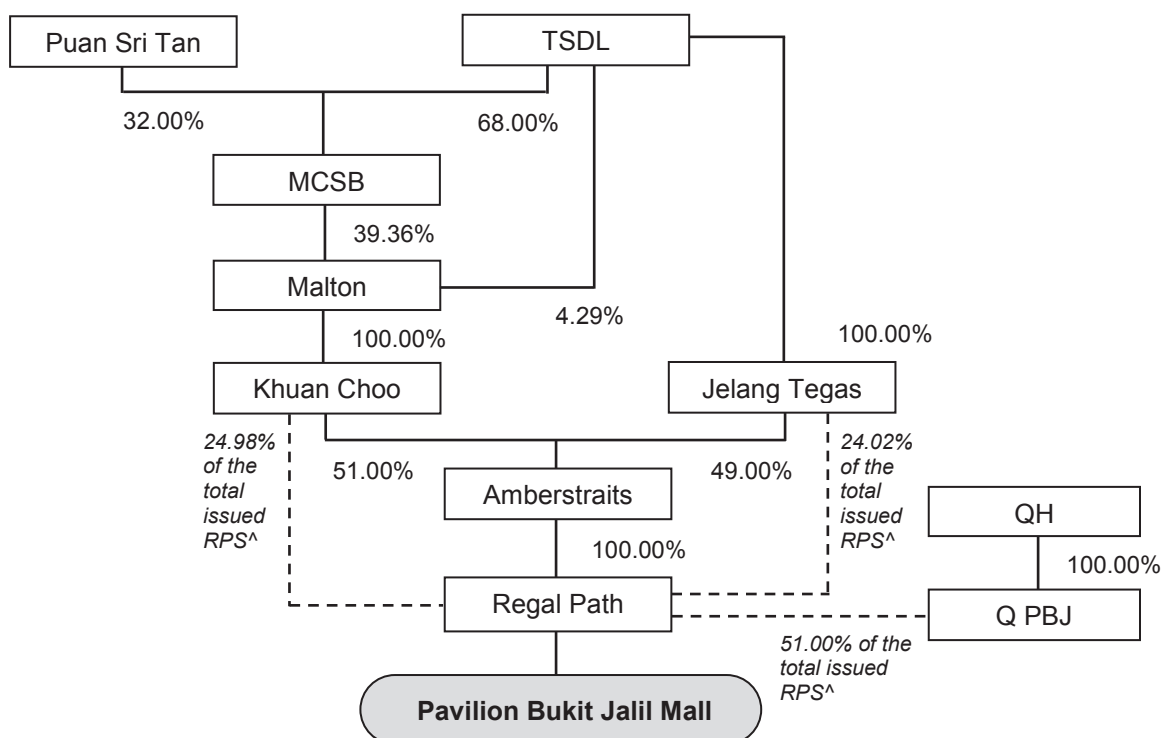 Puan Sri Tan
TSDL
32.00%
68.00%
MCSB
39.36%
Malton
4.29%
100.00%
100.00%
Khuan Choo
Jelang Tegas
24.98%
of the
total
issued
RPS^
51.00%
49.00%
24.02%
of the
total
issued
RPS^
Amberstraits
QH
100.00%
100.00%
Regal Path
Q PBJ
51.00% of the
total issued
RPS^
Pavilion Bukit Jalil Mall